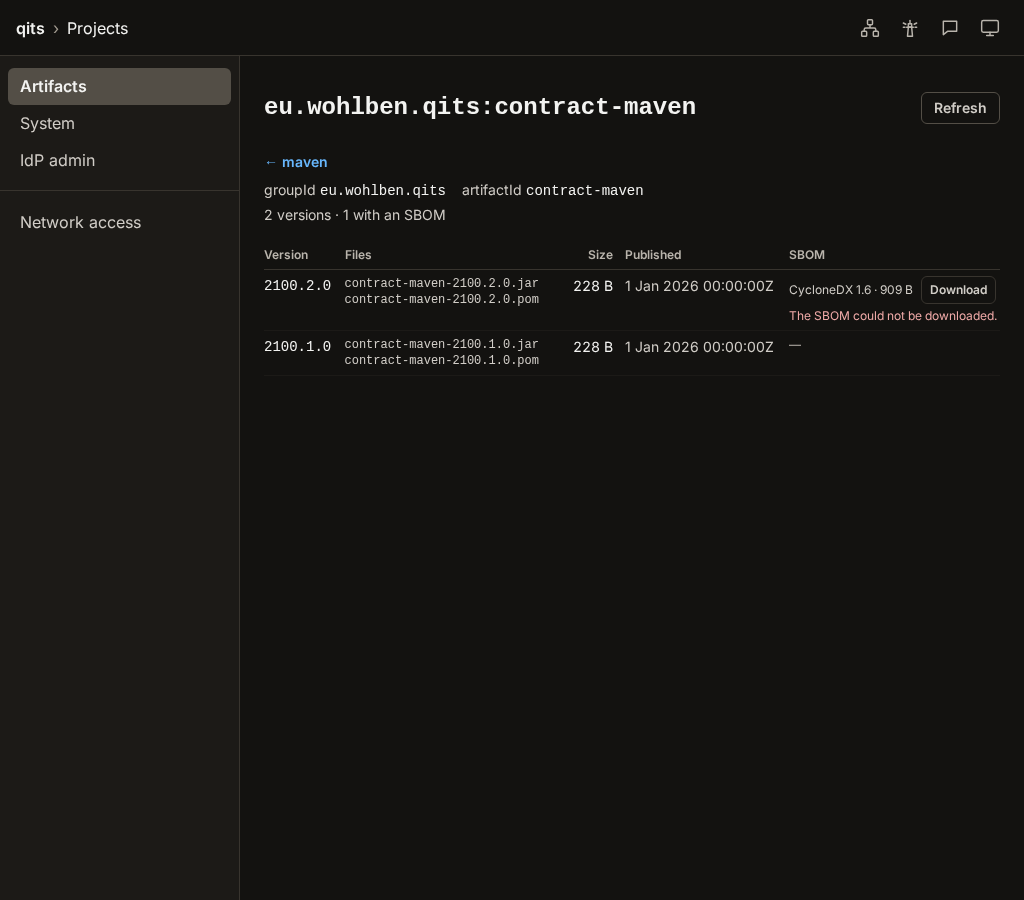 qits › Projects
Artifacts
System
IdP admin
Network access
eu.wohlben.qits:contract-maven
Refresh
← maven
groupId eu.wohlben.qits artifactId contract-maven
2 versions · 1 with an SBOM
Version Files Size Published SBOM
2100.2.0 contract-maven-2100.2.0.jar 228 B 1 Jan 2026 00:00:00Z CycloneDX 1.6 · 909 B Download
contract-maven-2100.2.0.pom
The SBOM could not be downloaded.
2100.1.0 contract-maven-2100.1.0.jar 228 B 1 Jan 2026 00:00:00Z —
contract-maven-2100.1.0.pom